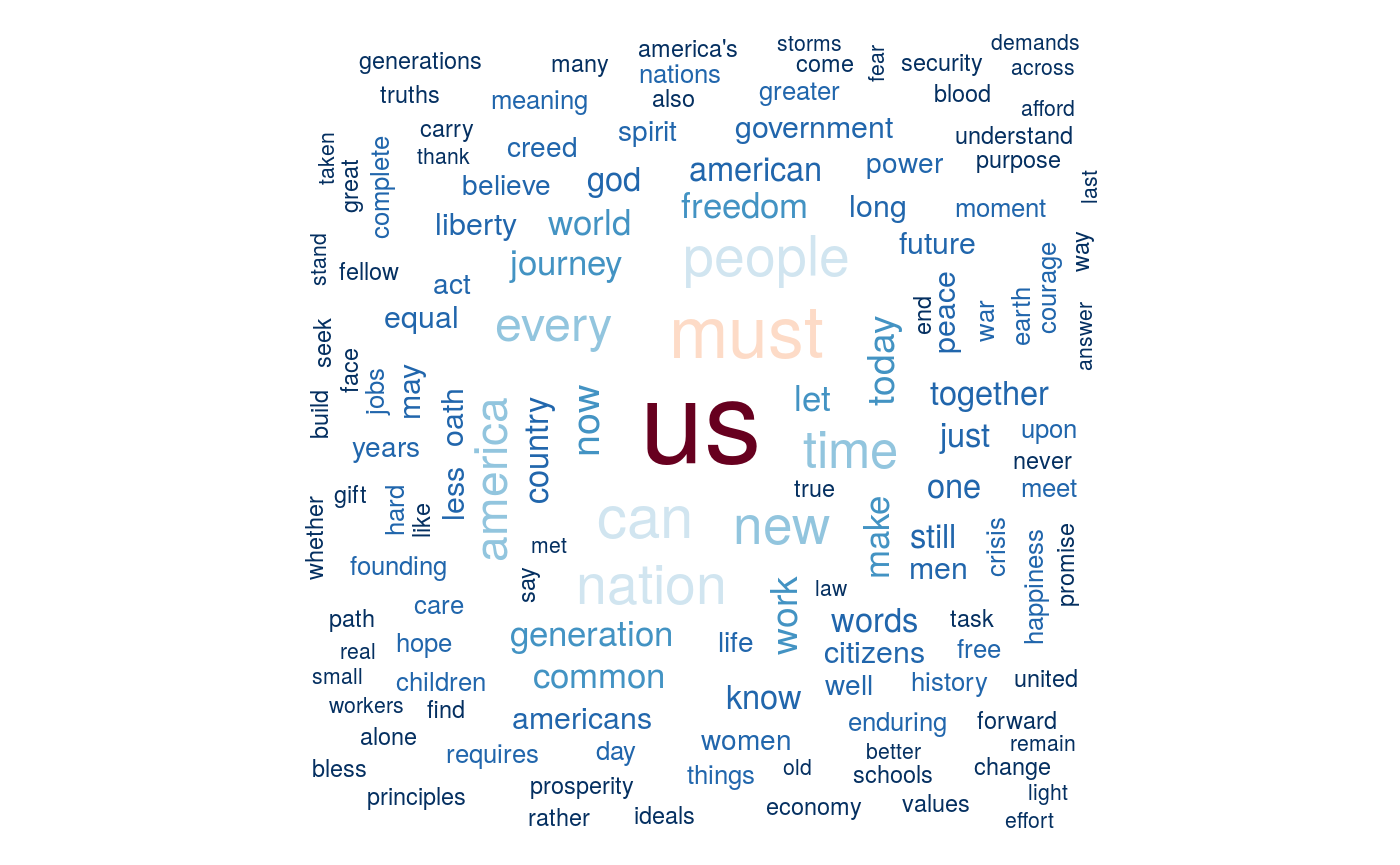 generations
many
america's
storms
demands
nations
come
fear
security
across
truths
meaning
also
greater
blood
afford
carry
spirit
government
understand
taken
great
complete
thank
creed
american
power
purpose
believe
god
last
liberty
world
freedom
long
moment
stand
fellow
journey
people
future
courage
way
act
equal
every
must
today
end
peace
war
earth
answer
seek
face
jobs
may
build
years
oath
less
america
country
now
us
let
time
together
just
upon
never
true
one
meet
gift
hard
like
whether
can
new
make
still
men
crisis
happiness
promise
met
founding
say
nation
work
law
care
path
generation
life
words
task
citizens
free
real
hope
small
children
common
know
well
history
united
workers
find
americans
enduring
forward
alone
requires
day
women
better
remain
bless
things
old
schools
change
principles
prosperity
economy
values
light
rather
ideals
effort